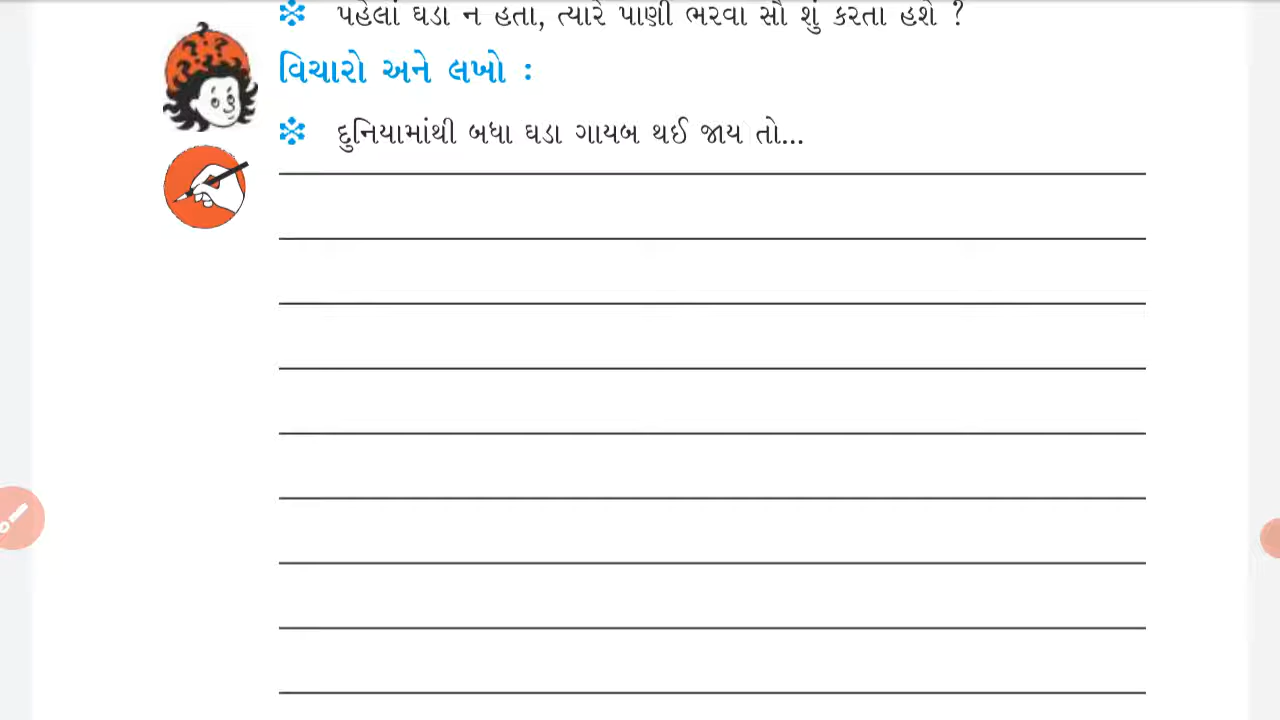 પહેલાં ઘડા ન હતા, ત્યારે પાણી ભરવા સૌ શું કરતા હશે ?
વિચારો અને લખો :
દુનિયામાંથી બધા ઘડા ગાયબ થઈ જાય તો...